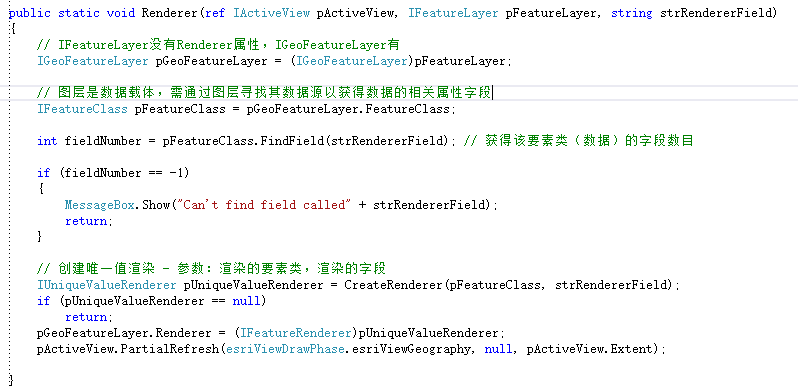 public static void Renderer(ref IActiveView pActiveView, IFeatureLayer pFeatureLayer, string strRendererField)
{
// IFeatureLayer没有Renderer属性，IGeoFeatureLayer有
IGeoFeatureLayer pGeoFeatureLayer = (IGeoFeatureLayer)pFeatureLayer;
// 图层是数据载体，需通过图层寻找其数据源以获得数据的相关属性字段
IFeatureClass pFeatureClass = pGeoFeatureLayer.FeatureClass;
int fieldNumber = pFeatureClass.FindField(strRendererField); // 获得该要素类（数据）的字段数目
if (fieldNumber == -1)
{
MessageBox.Show("Can't find field called" + strRendererField);
return;
}
// 创建唯一值渲染 - 参数：渲染的要素类，渲染的字段
IUniqueValueRenderer pUniqueValueRenderer = CreateRenderer(pFeatureClass, strRendererField);
if (pUniqueValueRenderer == null)
return;
pGeoFeatureLayer.Renderer = (IFeatureRenderer)pUniqueValueRenderer;
pActiveView.PartialRefresh(esriViewDrawPhase.esriViewGeography, null, pActiveView.Extent);
}